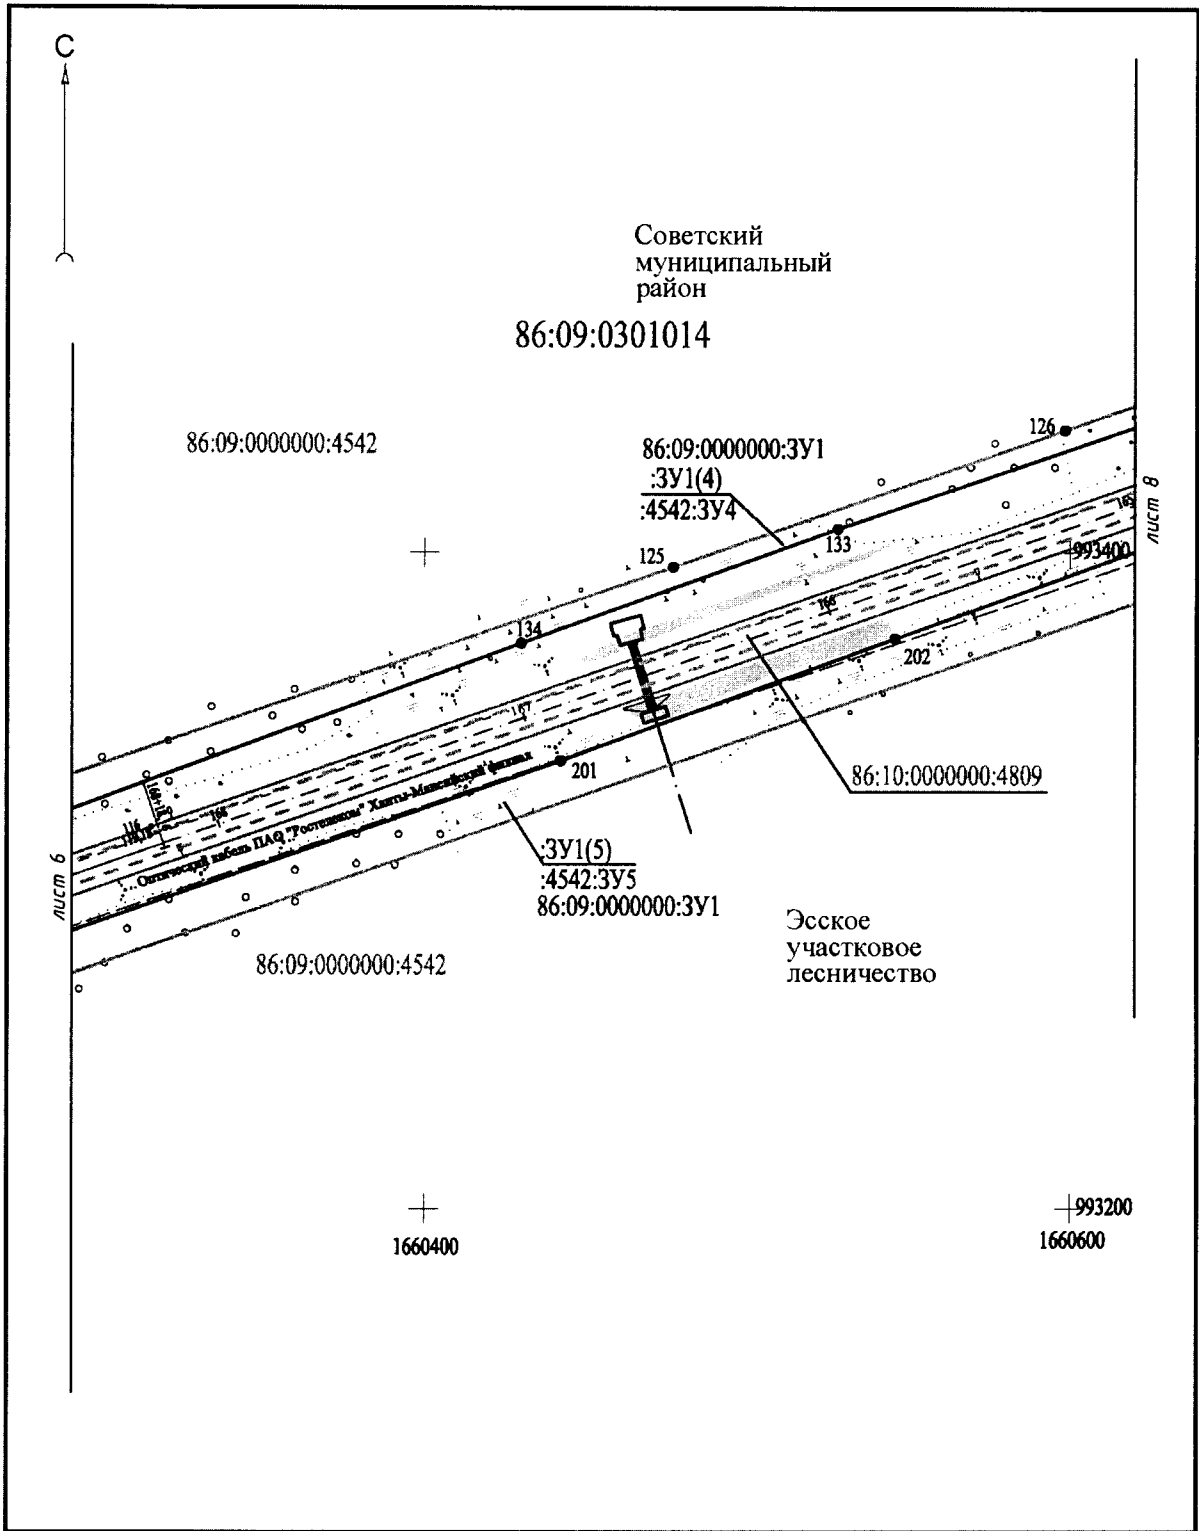 С
Советский
муниципальный
район
86:09:0301014
86:09:0000000:4542
86:09:0000000:ЗУ1
:ЗУ1(4)
:4542:ЗУ4
126
лист 8
165
133
993400
125
134
166
202
167
201
86:10:0000000:4809
168
116
Оптический кабель ПАО "Ростелеком" Ханты-Мансийский филиал
лист 6
:ЗУ1(5)
:4542:ЗУ5
86:09:0000000:ЗУ1
86:09:0000000:4542
Эсское
участковое
лесничество
993200
1660400
1660600